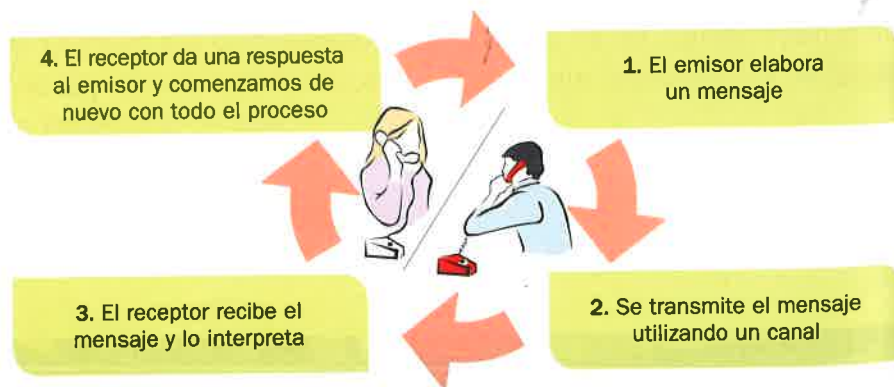 4. El receptor da una respuesta
al emisor y comenzamos de
nuevo con todo el proceso
1. El emisor elabora
un mensaje
2. Se transmite el mensaje
utilizando un canal
3. El receptor recibe el
mensaje y lo interpreta